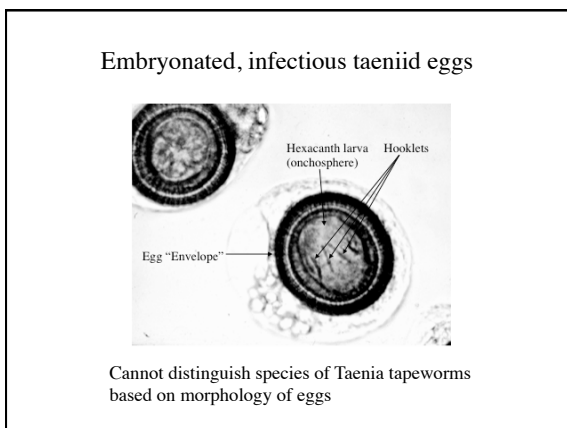 Embryonated, infectious taeniid eggs
Hexacanth larva
(onchosphere)
Hooklets
Egg “Envelope”
Cannot distinguish species of Taenia tapeworms
based on morphology of eggs